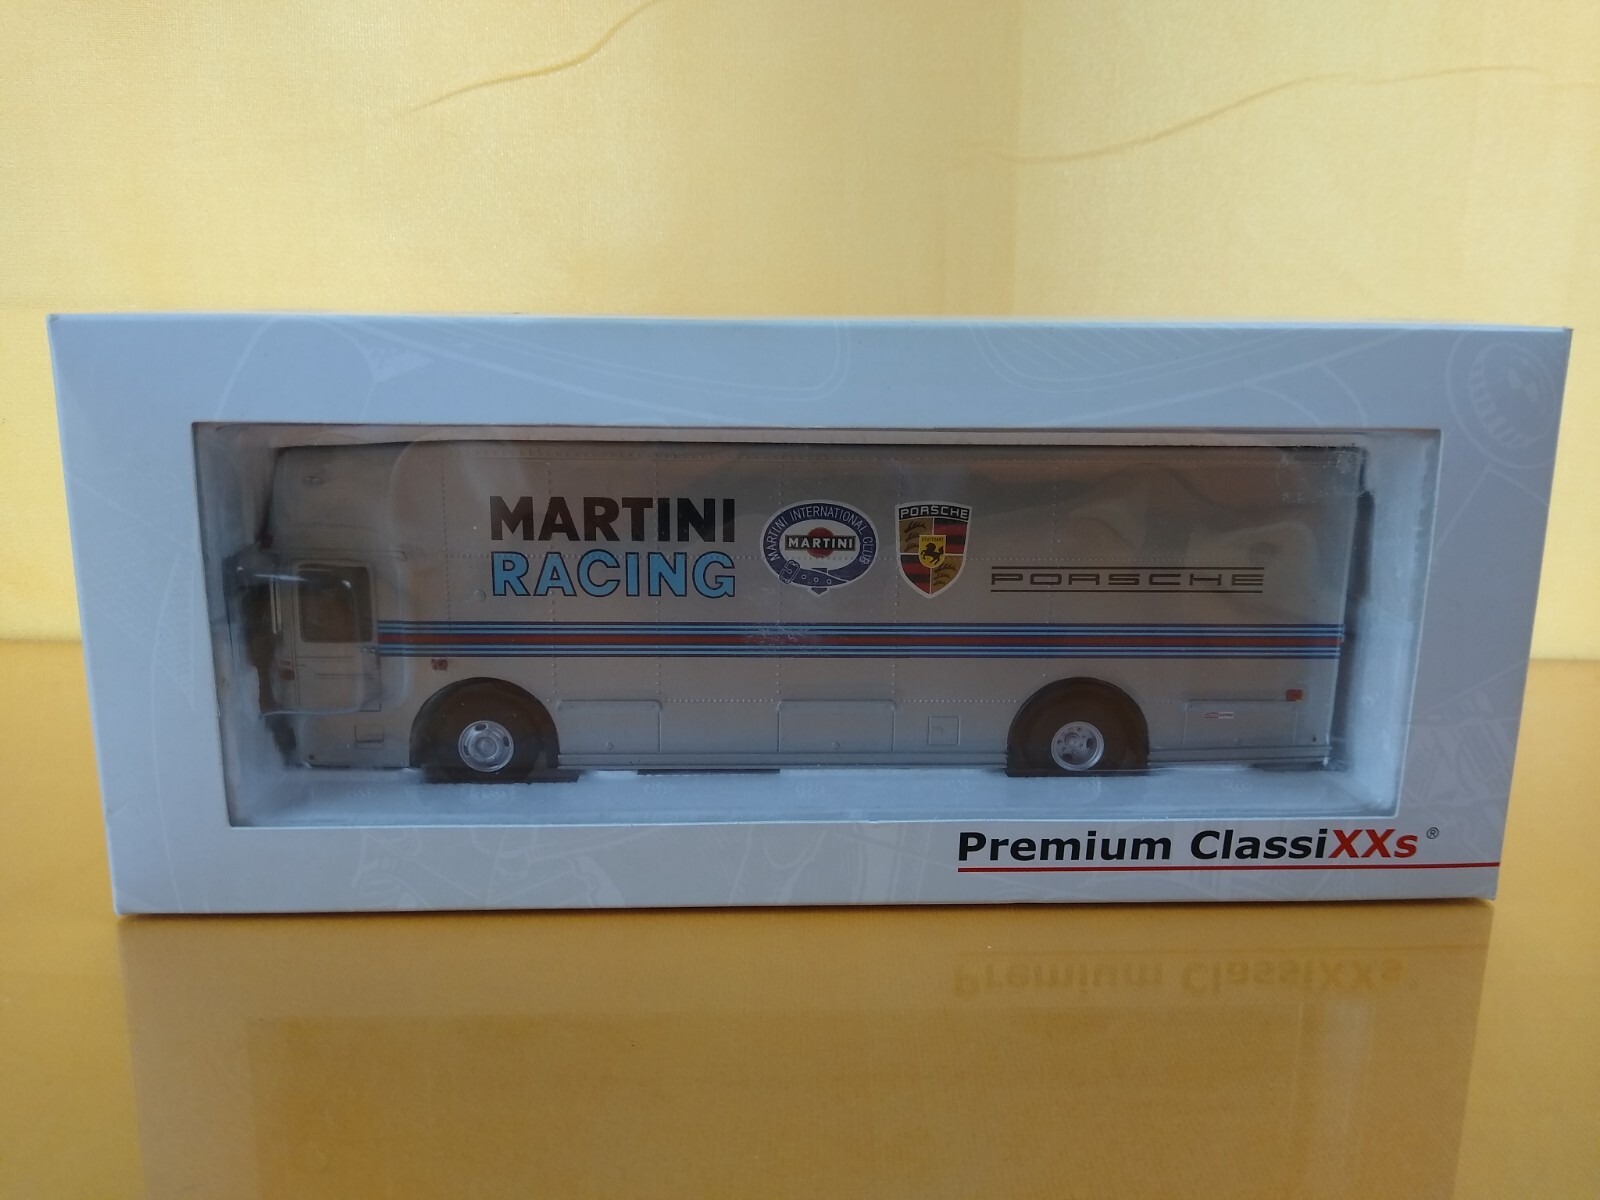 MARTINI
RACING
MARTINI INTERNATIONAL CLUB
MARTINI
PORSCHE
PORSCHE
Premium ClassiXXs®